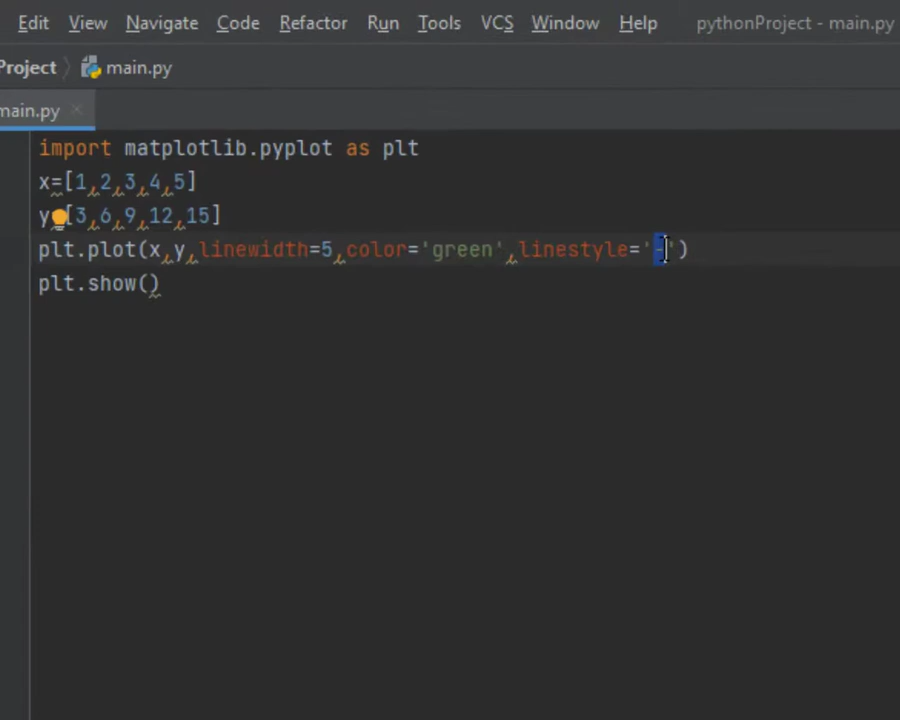 Edit View Navigate Code Refactor Run Tools VCS Window Help pythonProject - main.py
Project main.py
main.py
import matplotlib.pyplot as plt
x=[1,2,3,4,5]
y [3,6,9,12,15]
plt.plot(x,y,linewidth=5,color='green',linestyle='-')
plt.show()